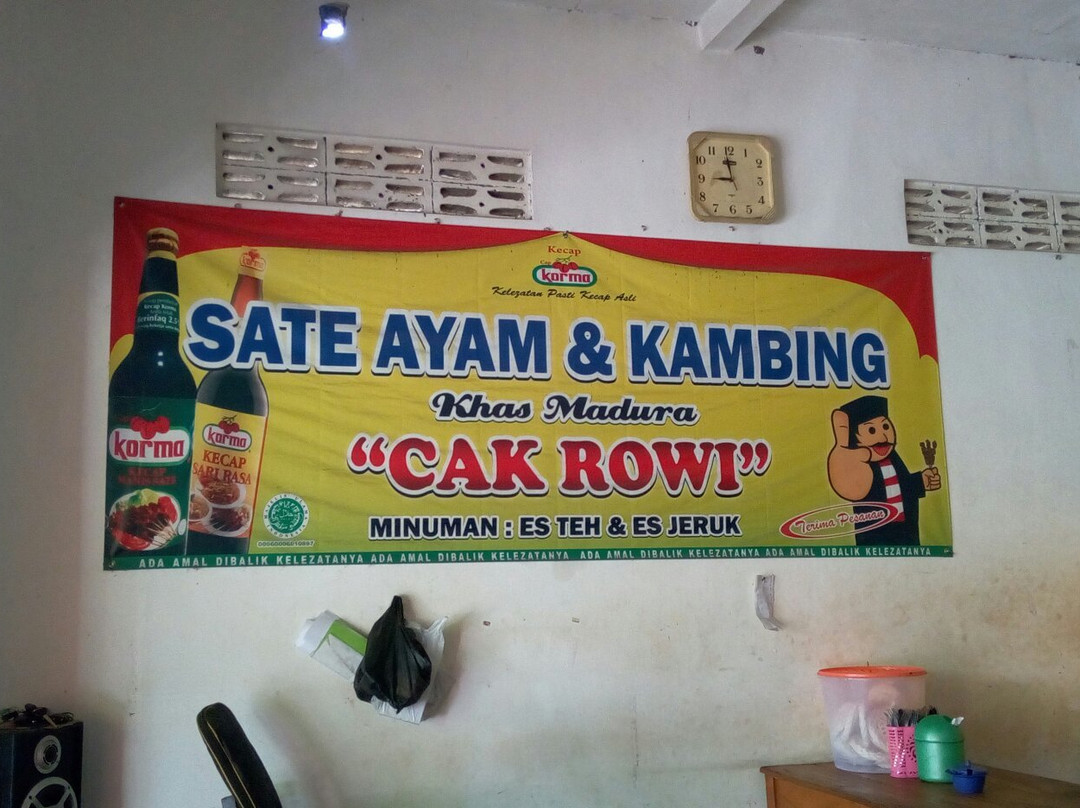 Kecap
korma
Kelezatan Pasti Kecap Asli
SATE AYAM & KAMBING
Khas Madura
"CAK ROWI"
MINUMAN : ES TEH & ES JERUK
Terima Pesanan
korma
korma
KECAP
SARI RASA
ADA AMAL DIBALIK KELEZATANYA ADA AMAL DIBALIK KELEZATANYA ADA AMAL DIBALIK KELEZATANYA ADA AMAL DIBALIK KELEZATANYA